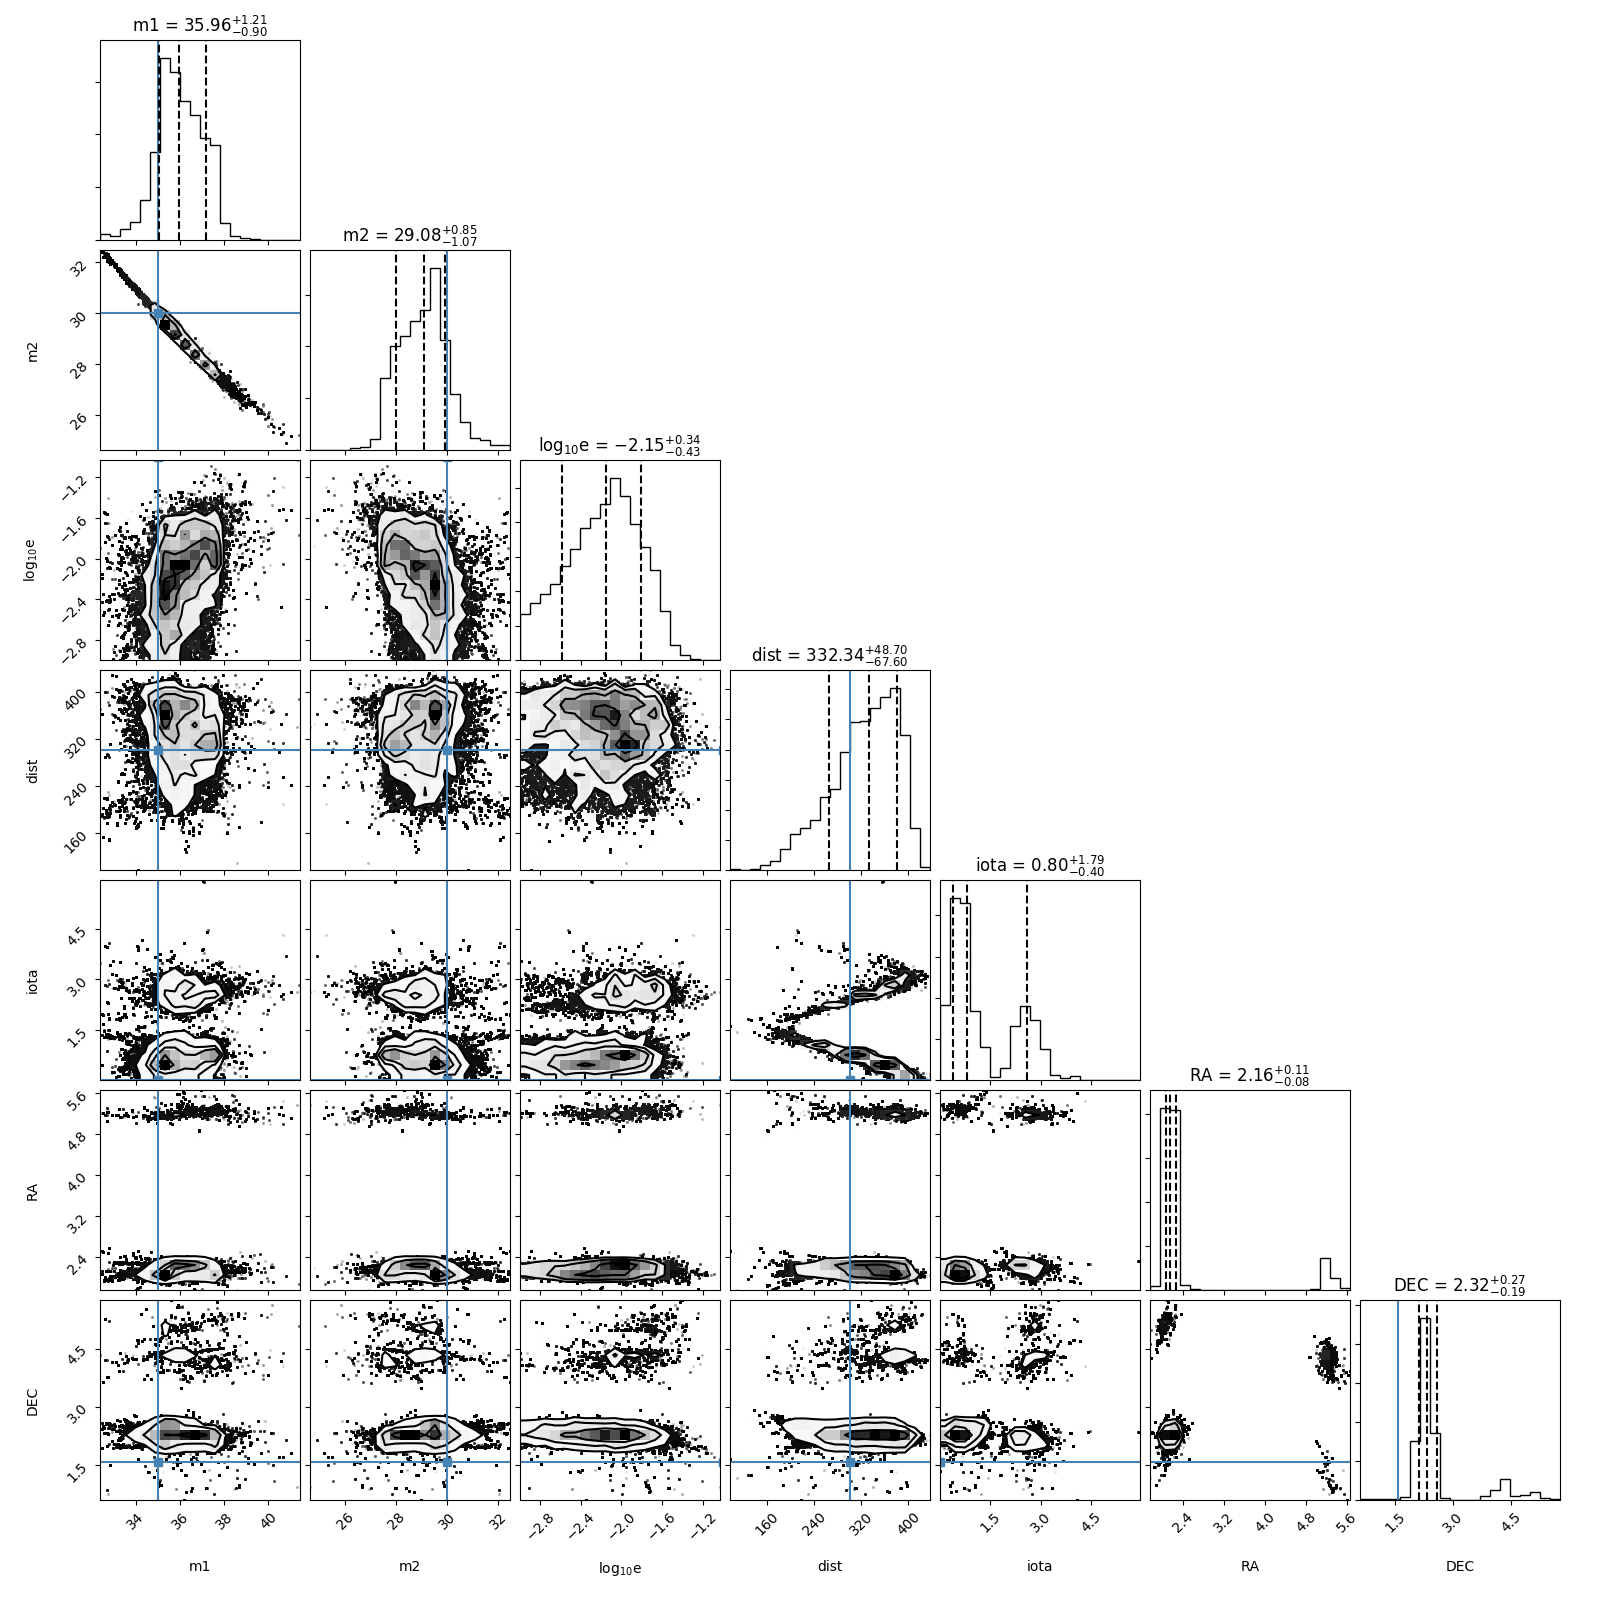 m1 = 35.96+1.21−0.90
m2 = 29.08+0.85−1.07
32
30
28
26
m2
log10e = −2.15+0.34−0.43
−1.2
−1.6
−2.0
−2.4
−2.8
log10e
dist = 332.34+48.70−67.60
400
320
240
160
dist
iota = 0.80+1.79−0.40
4.5
3.0
1.5
iota
RA = 2.16+0.11−0.08
5.6
4.8
4.0
3.2
2.4
RA
DEC = 2.32+0.27−0.19
4.5
3.0
1.5
DEC
34 36 38 40 26 28 30 32 −2.8 −2.4 −2.0 −1.6 −1.2 160 240 320 400 1.5 3.0 4.5 2.4 3.2 4.0 4.8 5.6 1.5 3.0 4.5
m1 m2 log10e dist iota RA DEC